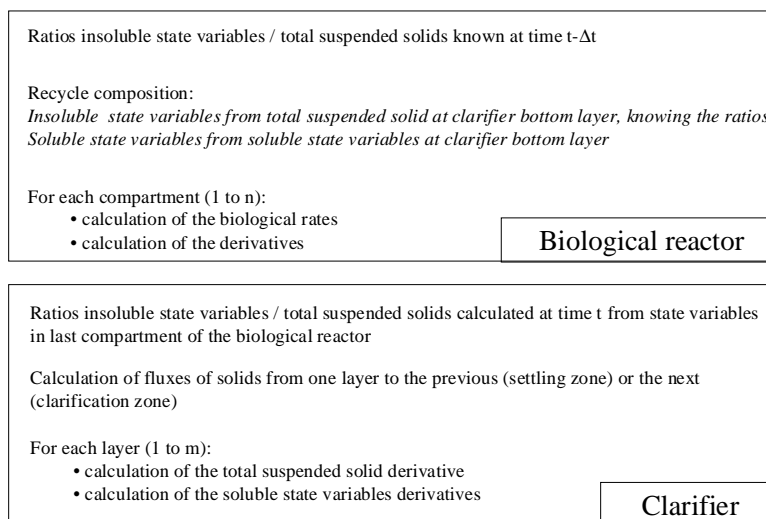 Ratios insoluble state variables / total suspended solids known at time t-Δt
Recycle composition:
Insoluble state variables from total suspended solid at clarifier bottom layer, knowing the ratios
Soluble state variables from soluble state variables at clarifier bottom layer
For each compartment (1 to n):
• calculation of the biological rates
• calculation of the derivatives
Biological reactor
Ratios insoluble state variables / total suspended solids calculated at time t from state variables
in last compartment of the biological reactor
Calculation of fluxes of solids from one layer to the previous (settling zone) or the next
(clarification zone)
For each layer (1 to m):
• calculation of the total suspended solid derivative
• calculation of the soluble state variables derivatives
Clarifier